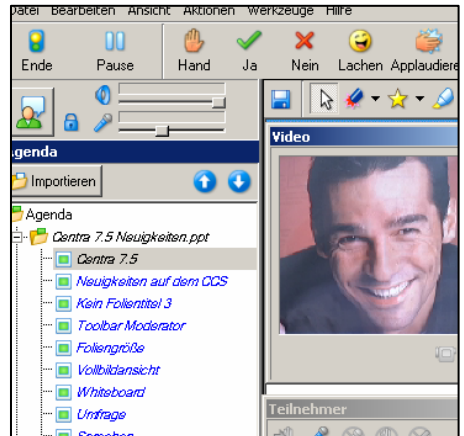 Datei Bearbeiten Ansicht Aktionen Werkzeuge Hilfe
Ende Pause Hand Ja Nein Lachen Applaudiere
Video
Agenda
Importieren
Agenda
Centra 7.5 Neuigkeiten.ppt
Centra 7.5
Neuigkeiten auf dem CCS
Kein Folientitel 3
Toolbar Moderator
Foliengröße
Vollbildansicht
Whiteboard
Umfrage
Teilnehmer
Sprechen